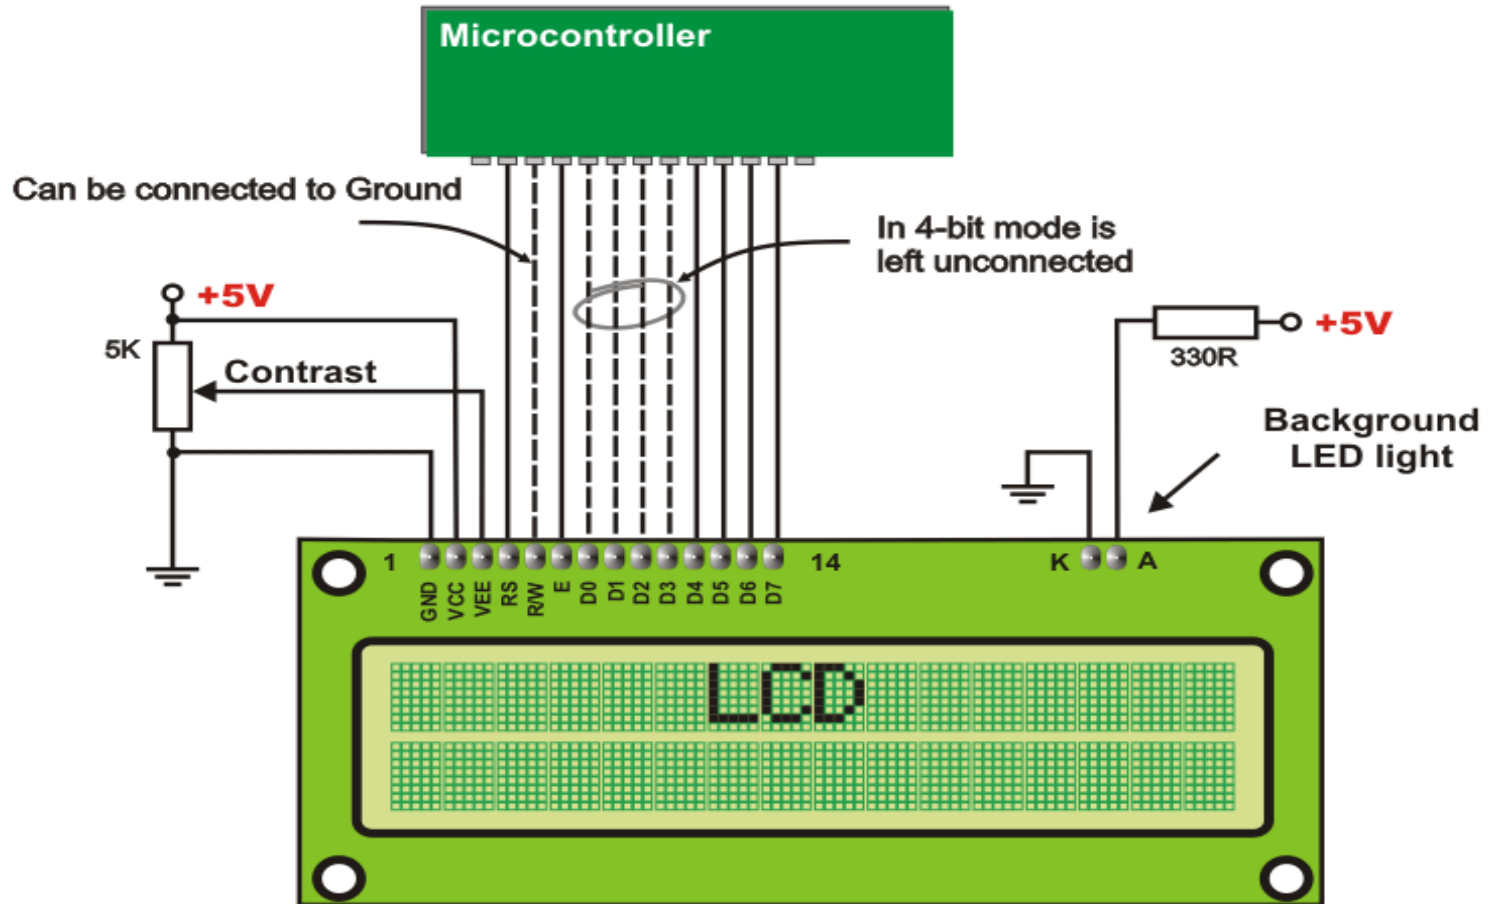 Microcontroller
Can be connected to Ground
In 4-bit mode is
left unconnected
+5V
5K
Contrast
+5V
330R
Background
LED light
1
14
K
A
GND
VCC
VEE
RS
R/W
E
D0
D1
D2
D3
D4
D5
D6
D7
LCD